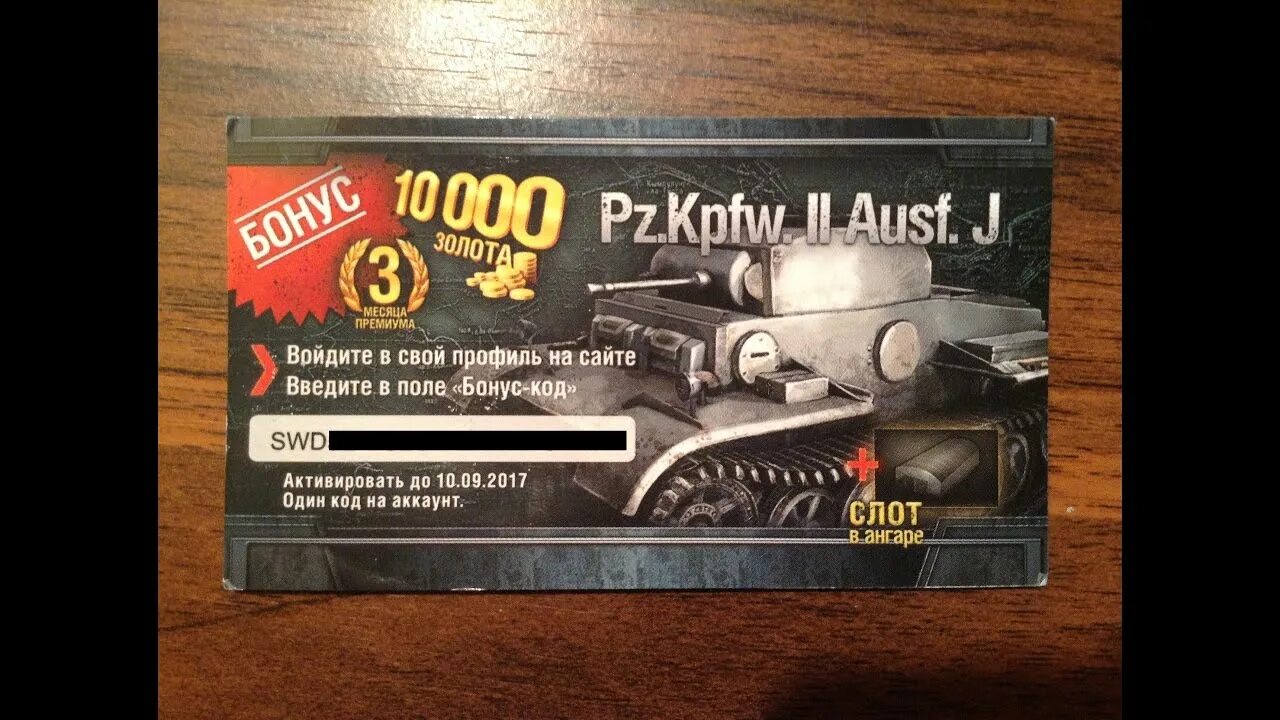 БОНУС
10 000
ЗОЛОТА
3
МЕСЯЦА
ПРЕМИУМА
Pz.Kpfw. II Ausf. J
Войдите в свой профиль на сайте
Введите в поле «Бонус-код»
SWD
Активировать до 10.09.2017
Один код на аккаунт.
+
СЛОТ
в ангаре